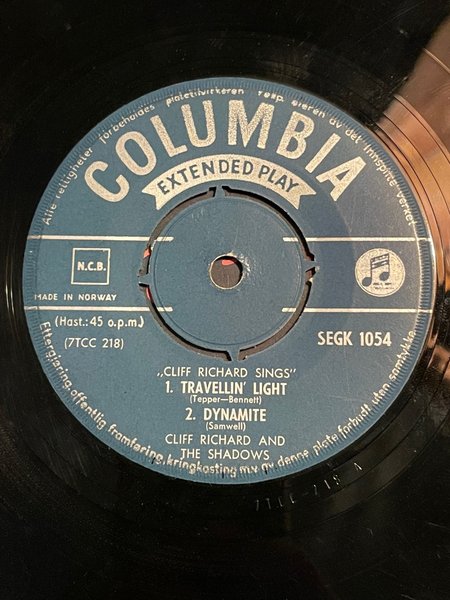 Alle rettigheter forbeholdes platetilvirkeren resp. eieren av det innspilte verket
COLUMBIA
EXTENDED PLAY
N.C.B.
MADE IN NORWAY
(Hast.: 45 o.p.m.)
(7TCC 218)
SEGK 1054
„CLIFF RICHARD SINGS"
1. TRAVELLIN' LIGHT
(Tepper—Bennett)
2. DYNAMITE
(Samwell)
CLIFF RICHARD AND
THE SHADOWS
Ettergjøring, offentlig fremføring, kringkasting m.v. av denne plate forbudt uten samtykke